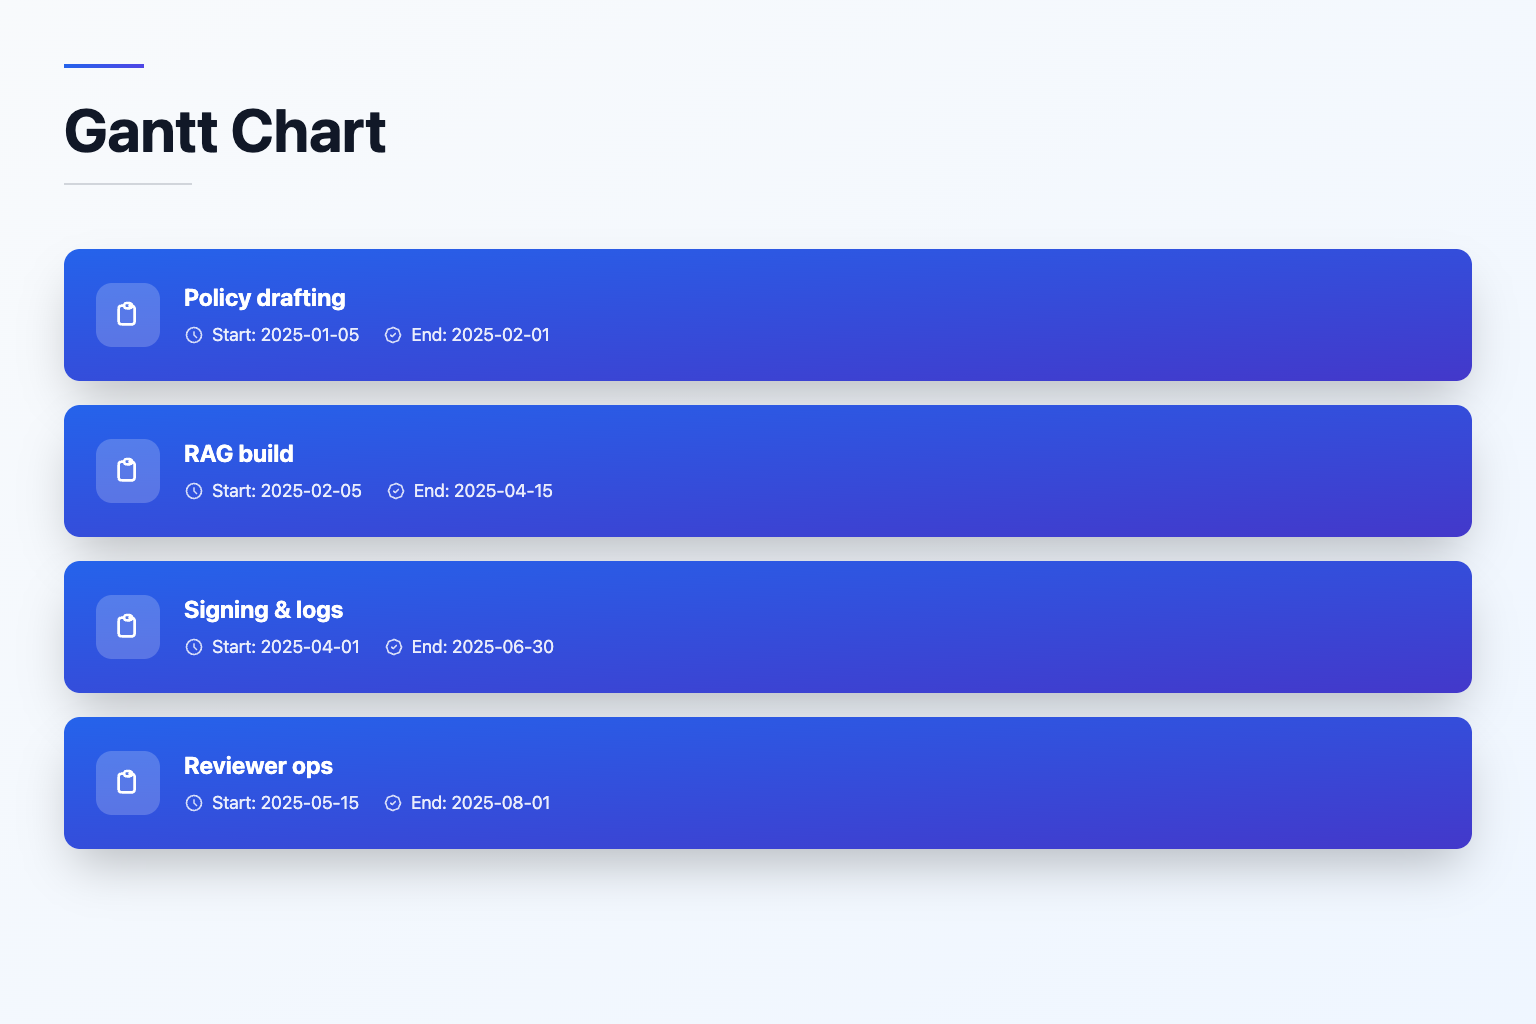 Gantt Chart
Policy drafting
Start: 2025-01-05 End: 2025-02-01
RAG build
Start: 2025-02-05 End: 2025-04-15
Signing & logs
Start: 2025-04-01 End: 2025-06-30
Reviewer ops
Start: 2025-05-15 End: 2025-08-01